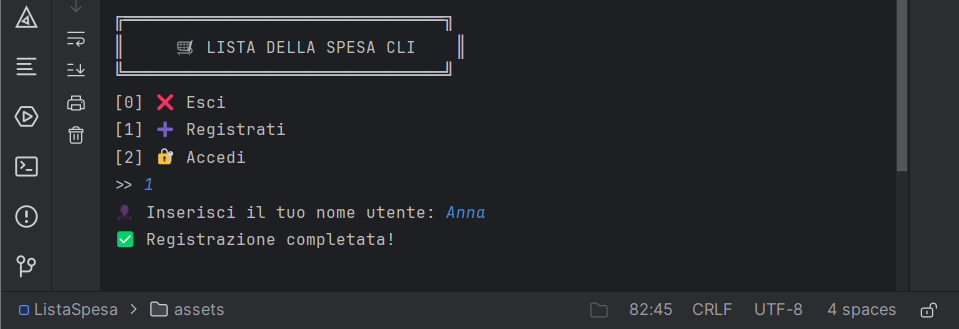 🛒 LISTA DELLA SPESA CLI
[0] ❌ Esci
[1] ➕ Registrati
[2] 🔐 Accedi
>> 1
👤 Inserisci il tuo nome utente: Anna
✅ Registrazione completata!
ListaSpesa > assets 82:45 CRLF UTF-8 4 spaces